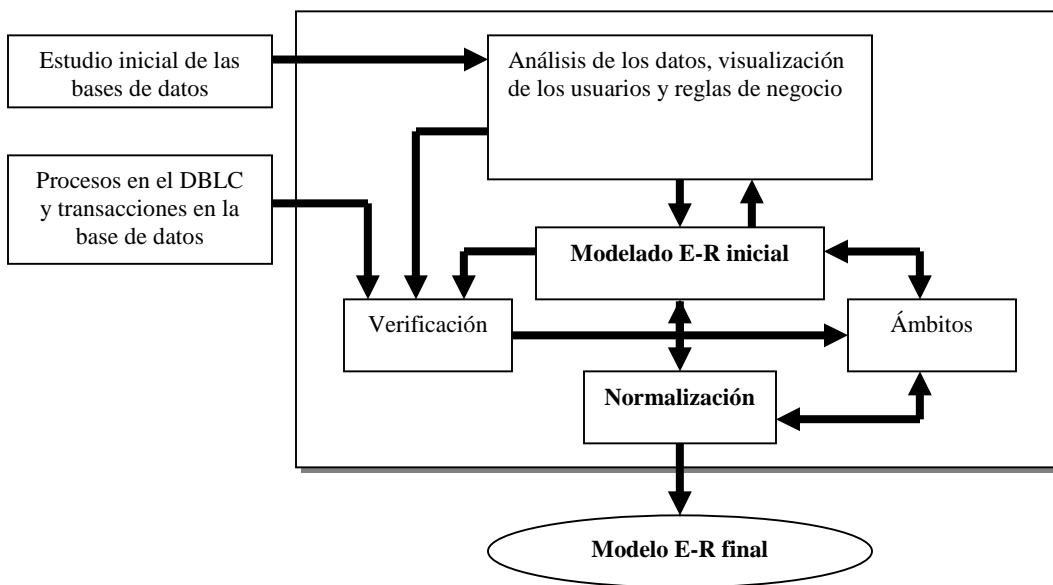 Estudio inicial de las
bases de datos
Análisis de los datos, visualización
de los usuarios y reglas de negocio
Procesos en el DBLC
y transacciones en la
base de datos
Modelado E-R inicial
Verificación
Ámbitos
Normalización
Modelo E-R final